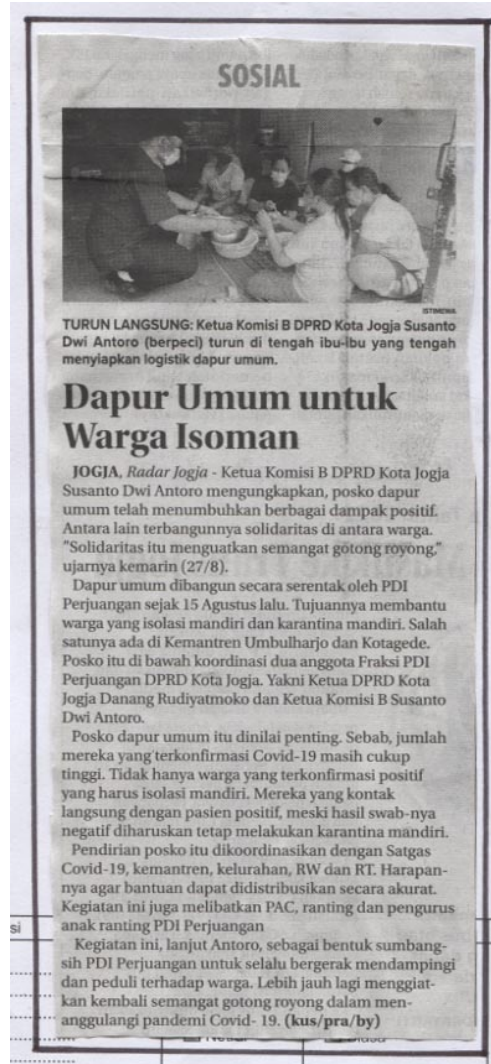 SOSIAL
ISTIMEWA
TURUN LANGSUNG: Ketua Komisi B DPRD Kota Jogja Susanto
Dwi Antoro (berpeci) turun di tengah ibu-ibu yang tengah
menyiapkan logistik dapur umum.
Dapur Umum untuk
Warga Isoman
JOGJA, Radar Jogja - Ketua Komisi B DPRD Kota Jogja
Susanto Dwi Antoro mengungkapkan, posko dapur
umum telah menumbuhkan berbagai dampak positif.
Antara lain terbangunnya solidaritas di antara warga.
"Solidaritas itu menguatkan semangat gotong royong,"
ujarnya kemarin (27/8).
Dapur umum dibangun secara serentak oleh PDI
Perjuangan sejak 15 Agustus lalu. Tujuannya membantu
warga yang isolasi mandiri dan karantina mandiri. Salah
satunya ada di Kemantren Umbulharjo dan Kotagede.
Posko itu di bawah koordinasi dua anggota Fraksi PDI
Perjuangan DPRD Kota Jogja. Yakni Ketua DPRD Kota
Jogja Danang Rudiyatmoko dan Ketua Komisi B Susanto
Dwi Antoro.
Posko dapur umum itu dinilai penting. Sebab, jumlah
mereka yang terkonfirmasi Covid-19 masih cukup
tinggi. Tidak hanya warga yang terkonfirmasi positif
yang harus isolasi mandiri. Mereka yang kontak
langsung dengan pasien positif, meski hasil swab-nya
negatif diharuskan tetap melakukan karantina mandiri.
Pendirian posko itu dikoordinasikan dengan Satgas
Covid-19, kemantren, kelurahan, RW dan RT. Harapan-
nya agar bantuan dapat didistribusikan secara akurat.
Kegiatan ini juga melibatkan PAC, ranting dan pengurus
anak ranting PDI Perjuangan
Kegiatan ini, lanjut Antoro, sebagai bentuk sumbang-
sih PDI Perjuangan untuk selalu bergerak mendampingi
dan peduli terhadap warga. Lebih jauh lagi menggiat-
kan kembali semangat gotong royong dalam men-
anggulangi pandemi Covid- 19. (kus/pra/by)
si